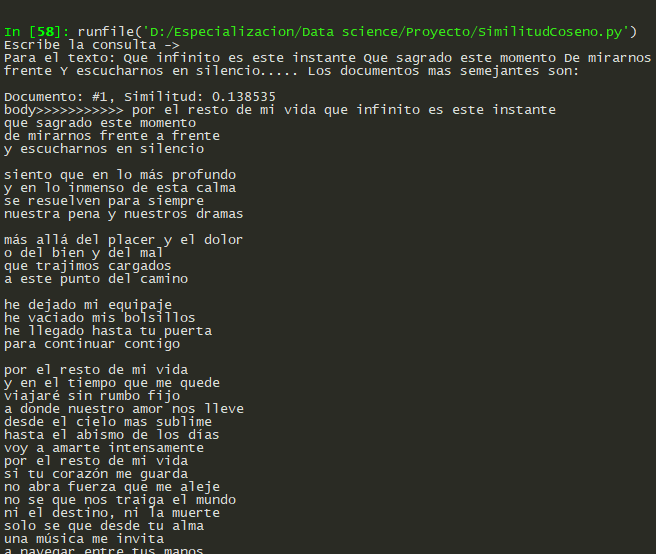 In [58]: runfile('D:/Especializacion/Data science/Proyecto/SimilitudCoseno.py')
Escribe la consulta ->
Para el texto: Que infinito es este instante Que sagrado este momento De mirarnos
frente Y escucharnos en silencio..... Los documentos mas semejantes son:
Documento: #1, Similitud: 0.138535
body>>>>>>>>>>> por el resto de mi vida que infinito es este instante
que sagrado este momento
de mirarnos frente a frente
y escucharnos en silencio
siento que en lo más profundo
y en lo inmenso de esta calma
se resuelven para siempre
nuestra pena y nuestros dramas
más allá del placer y el dolor
o del bien y del mal
que trajimos cargados
a este punto del camino
he dejado mi equipaje
he vaciado mis bolsillos
he llegado hasta tu puerta
para continuar contigo
por el resto de mi vida
y en el tiempo que me quede
viajaré sin rumbo fijo
a donde nuestro amor nos lleve
desde el cielo mas sublime
hasta el abismo de los días
voy a amarte intensamente
por el resto de mi vida
si tu corazón me guarda
no abra fuerza que me aleje
no se que nos traiga el mundo
ni el destino, ni la muerte
solo se que desde tu alma
una música me invita
a navegar entre tus manos